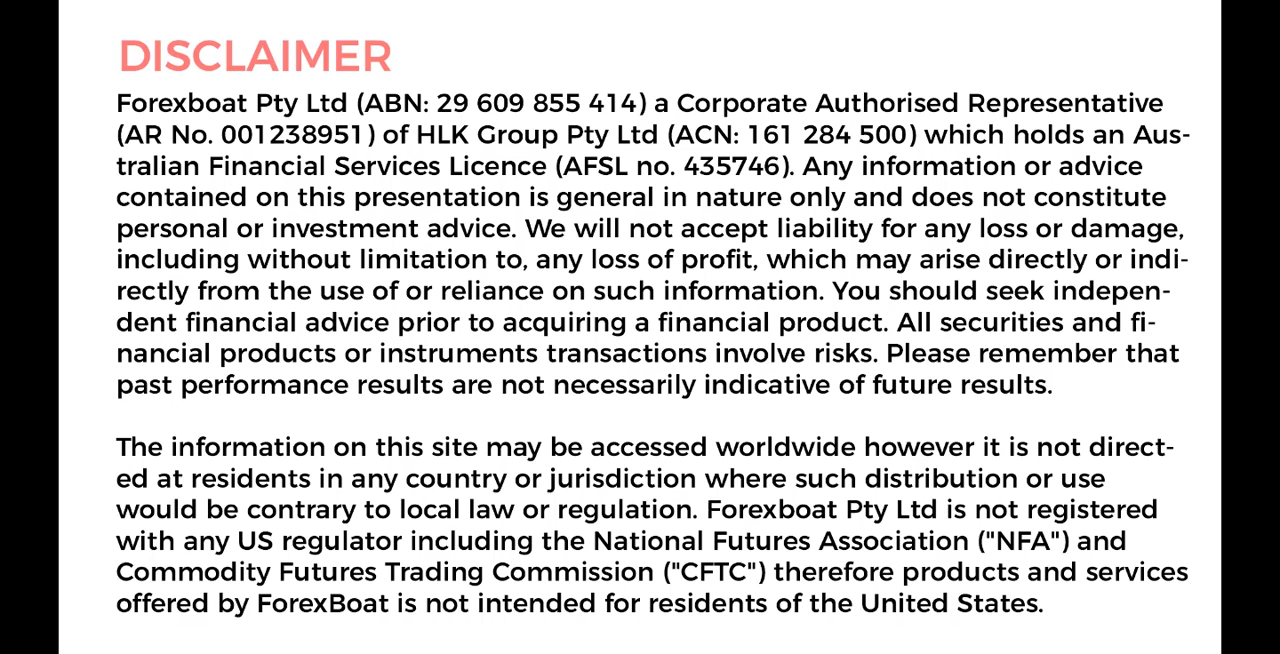 DISCLAIMER
Forexboat Pty Ltd (ABN: 29 609 855 414) a Corporate Authorised Representative
(AR No. 001238951) of HLK Group Pty Ltd (ACN: 161 284 500) which holds an Aus-
tralian Financial Services Licence (AFSL no. 435746). Any information or advice
contained on this presentation is general in nature only and does not constitute
personal or investment advice. We will not accept liability for any loss or damage,
including without limitation to, any loss of profit, which may arise directly or indi-
rectly from the use of or reliance on such information. You should seek indepen-
dent financial advice prior to acquiring a financial product. All securities and fi-
nancial products or instruments transactions involve risks. Please remember that
past performance results are not necessarily indicative of future results.
The information on this site may be accessed worldwide however it is not direct-
ed at residents in any country or jurisdiction where such distribution or use
would be contrary to local law or regulation. Forexboat Pty Ltd is not registered
with any US regulator including the National Futures Association ("NFA") and
Commodity Futures Trading Commission ("CFTC") therefore products and services
offered by ForexBoat is not intended for residents of the United States.